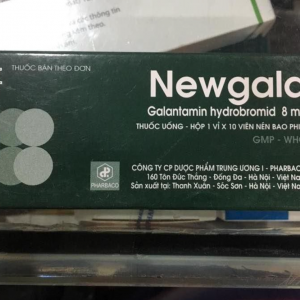 THUỐC BÁN THEO ĐƠN
Newgala
Galantamin hydrobromid 8 m
THUỐC UỐNG - HỘP 1 VỈ X 10 VIÊN NÉN BAO PHI
GMP - WHO
CÔNG TY CP DƯỢC PHẨM TRUNG ƯƠNG I - PHARBACO
160 Tôn Đức Thắng - Đống Đa - Hà Nội - Việt Na
Sản xuất tại: Thanh Xuân - Sóc Sơn - Hà Nội - Việt Na
PHARBACO